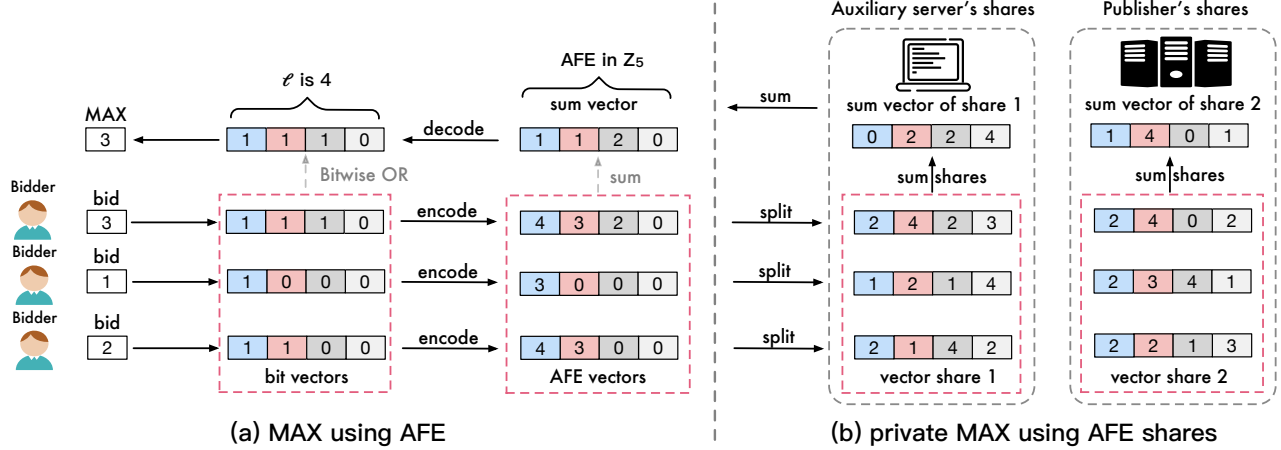 Auxiliary server's shares
Publisher's shares
ℓ is 4
AFE in Z5
sum vector
sum
sum vector of share 1
sum vector of share 2
MAX
3
1 1 1 0
decode
1 1 2 0
0 2 2 4
1 4 0 1
Bitwise OR
sum
sum shares
sum shares
Bidder
bid
3
1 1 1 0
encode
4 3 2 0
split
2 4 2 3
2 4 0 2
Bidder
bid
1
1 0 0 0
encode
3 0 0 0
split
1 2 1 4
2 3 4 1
Bidder
bid
2
1 1 0 0
encode
4 3 0 0
split
2 1 4 2
2 2 1 3
bit vectors
AFE vectors
vector share 1
vector share 2
(a) MAX using AFE
(b) private MAX using AFE shares